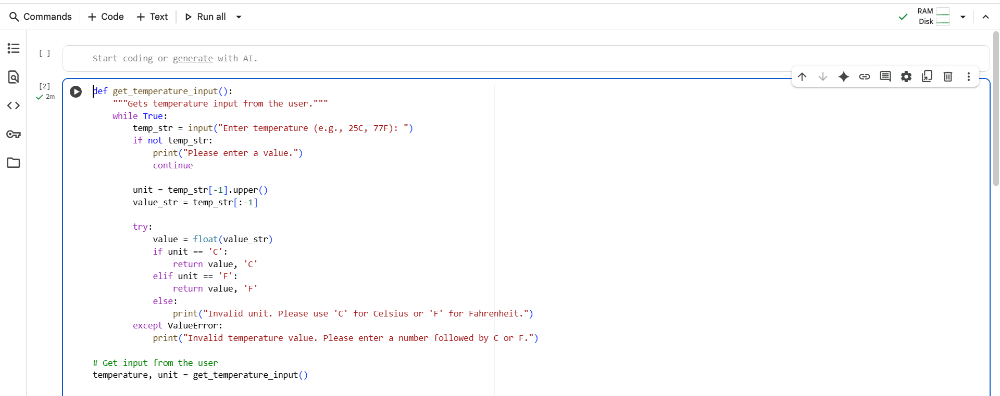 Commands + Code + Text Run all
RAM
Disk
[ ]
Start coding or generate with AI.
[2]
2m
def get_temperature_input():
    """Gets temperature input from the user."""
    while True:
        temp_str = input("Enter temperature (e.g., 25C, 77F): ")
        if not temp_str:
            print("Please enter a value.")
            continue

        unit = temp_str[-1].upper()
        value_str = temp_str[:-1]

        try:
            value = float(value_str)
            if unit == 'C':
                return value, 'C'
            elif unit == 'F':
                return value, 'F'
            else:
                print("Invalid unit. Please use 'C' for Celsius or 'F' for Fahrenheit.")
        except ValueError:
            print("Invalid temperature value. Please enter a number followed by C or F.")

# Get input from the user
temperature, unit = get_temperature_input()